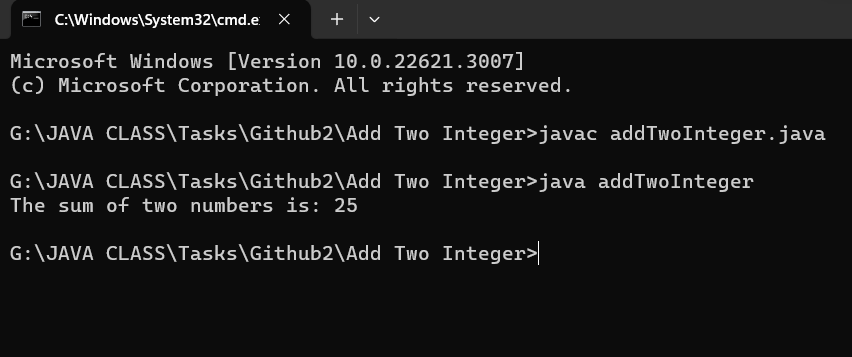 C:\Windows\System32\cmd.e
Microsoft Windows [Version 10.0.22621.3007]
(c) Microsoft Corporation. All rights reserved.
G:\JAVA CLASS\Tasks\Github2\Add Two Integer>javac addTwoInteger.java
G:\JAVA CLASS\Tasks\Github2\Add Two Integer>java addTwoInteger
The sum of two numbers is: 25
G:\JAVA CLASS\Tasks\Github2\Add Two Integer>